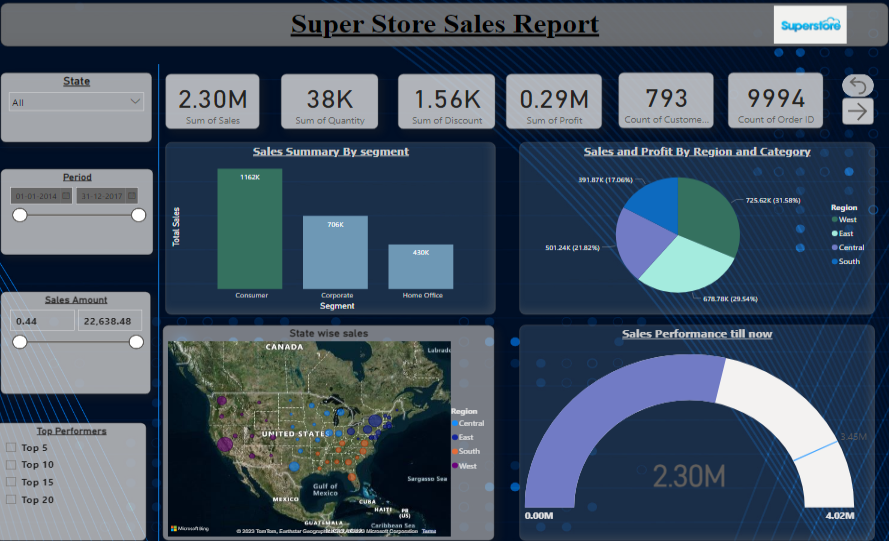 Super Store Sales Report
Superstore
State
All
Period
01-01-2014
31-12-2017
Sales Amount
0.44
22,638.48
Top Performers
Top 5
Top 10
Top 15
Top 20
2.30M
Sum of Sales
38K
Sum of Quantity
1.56K
Sum of Discount
0.29M
Sum of Profit
793
Count of Custome...
9994
Count of Order ID
Sales Summary By segment
Total Sales
1162K
706K
430K
Consumer
Corporate
Home Office
Segment
Sales and Profit By Region and Category
391.87K (17.06%)
725.62K (31.58%)
501.24K (21.82%)
678.78K (29.54%)
Region
West
East
Central
South
State wise sales
CANADA
Labrado
UNITED STATES
Sargasso Sea
Gulf of
Mexico
MEXICO
CUBA
HAITI
PR
(US)
GUATEMALA
Caribbean Sea
Microsoft Bing
© 2023 TomTom, Earthstar Geographics
Microsoft Corporation
Terms
Region
Central
East
South
West
Sales Performance till now
3.45M
2.30M
0.00M
4.02M